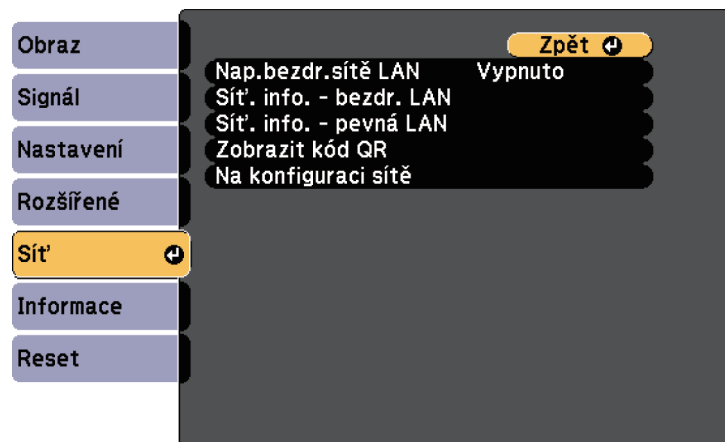 Obraz
Signál
Nastavení
Rozšířené
Síť
Informace
Reset
Zpět
Nap.bezdr.sítě LAN Vypnuto
Síť. info. - bezdr. LAN
Síť. info. - pevná LAN
Zobrazit kód QR
Na konfiguraci sítě